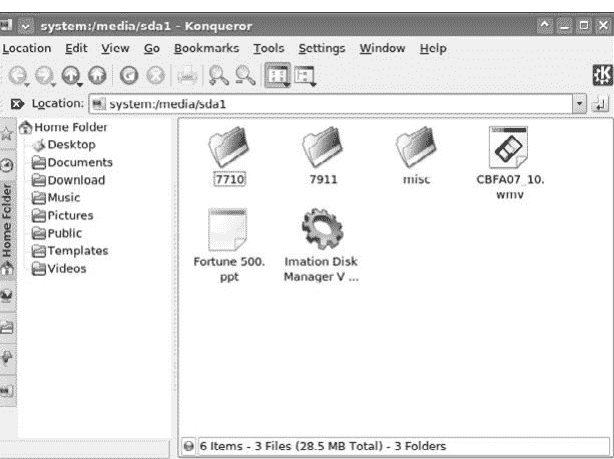 system:/media/sda1 - Konqueror
Location Edit View Go Bookmarks Tools Settings Window Help
Location: system:/media/sda1
Home Folder
Home Folder
Desktop
Documents
Download
Music
Pictures
Public
Templates
Videos
7710
7911
misc
CBFA07_10.
wmv
Fortune 500.
ppt
Imation Disk
Manager V ...
6 Items - 3 Files (28.5 MB Total) - 3 Folders